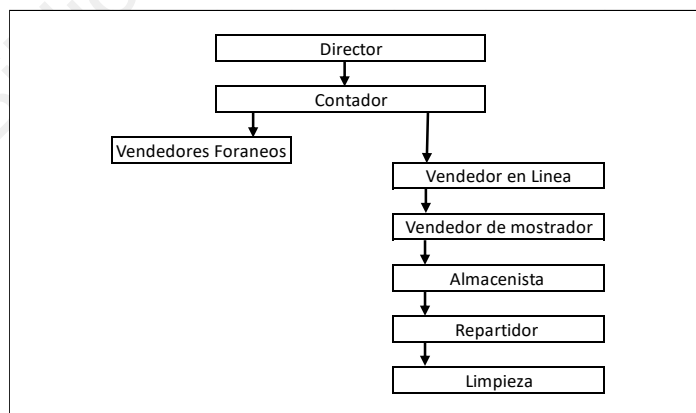 Director
Contador
Vendedores Foraneos
Vendedor en Linea
Vendedor de mostrador
Almacenista
Repartidor
Limpieza